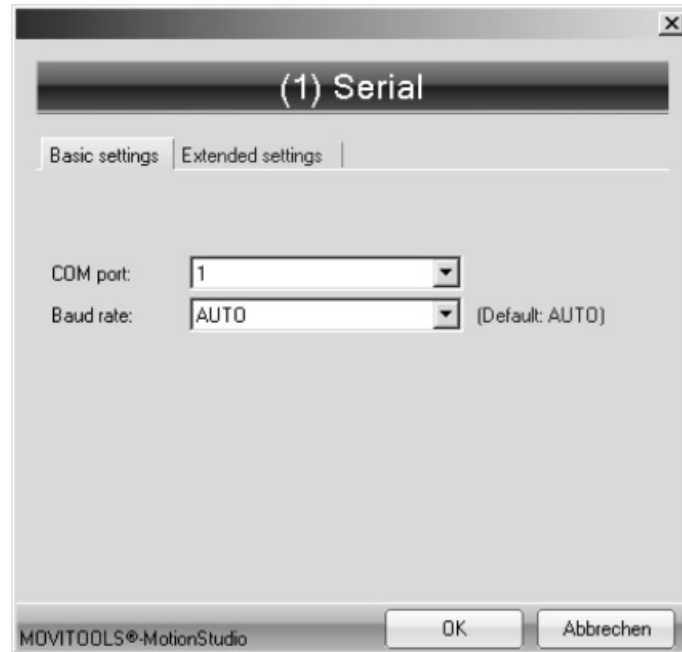 (1) Serial
Basic settings Extended settings
COM port: 1
Baud rate: AUTO (Default: AUTO)
MOVITOOLS®-MotionStudio OK Abbrechen